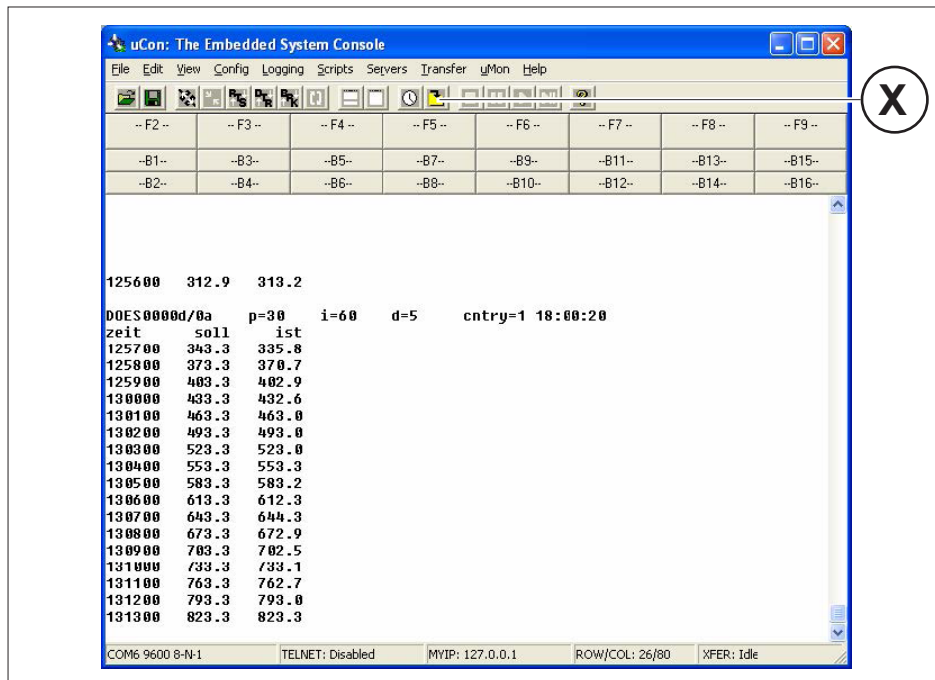 uCon: The Embedded System Console
File Edit View Config Logging Scripts Servers Transfer uMon Help
RTS DTR BRK
X
-- F2 -- -- F3 -- -- F4 -- -- F5 -- -- F6 -- -- F7 -- -- F8 -- -- F9 --
--B1-- --B3-- --B5-- --B7-- --B9-- --B11-- --B13-- --B15--
--B2-- --B4-- --B6-- --B8-- --B10-- --B12-- --B14-- --B16--
125600 312.9 313.2
DOES0000d/0a p=30 i=60 d=5 cntry=1 18:00:20
zeit soll ist
125700 343.3 335.8
125800 373.3 370.7
125900 403.3 402.9
130000 433.3 432.6
130100 463.3 463.0
130200 493.3 493.0
130300 523.3 523.0
130400 553.3 553.3
130500 583.3 583.2
130600 613.3 612.3
130700 643.3 644.3
130800 673.3 672.9
130900 703.3 702.5
131000 733.3 733.1
131100 763.3 762.7
131200 793.3 793.0
131300 823.3 823.3
COM6 9600 8-N-1 TELNET: Disabled MYIP: 127.0.0.1 ROW/COL: 26/80 XFER: Idle